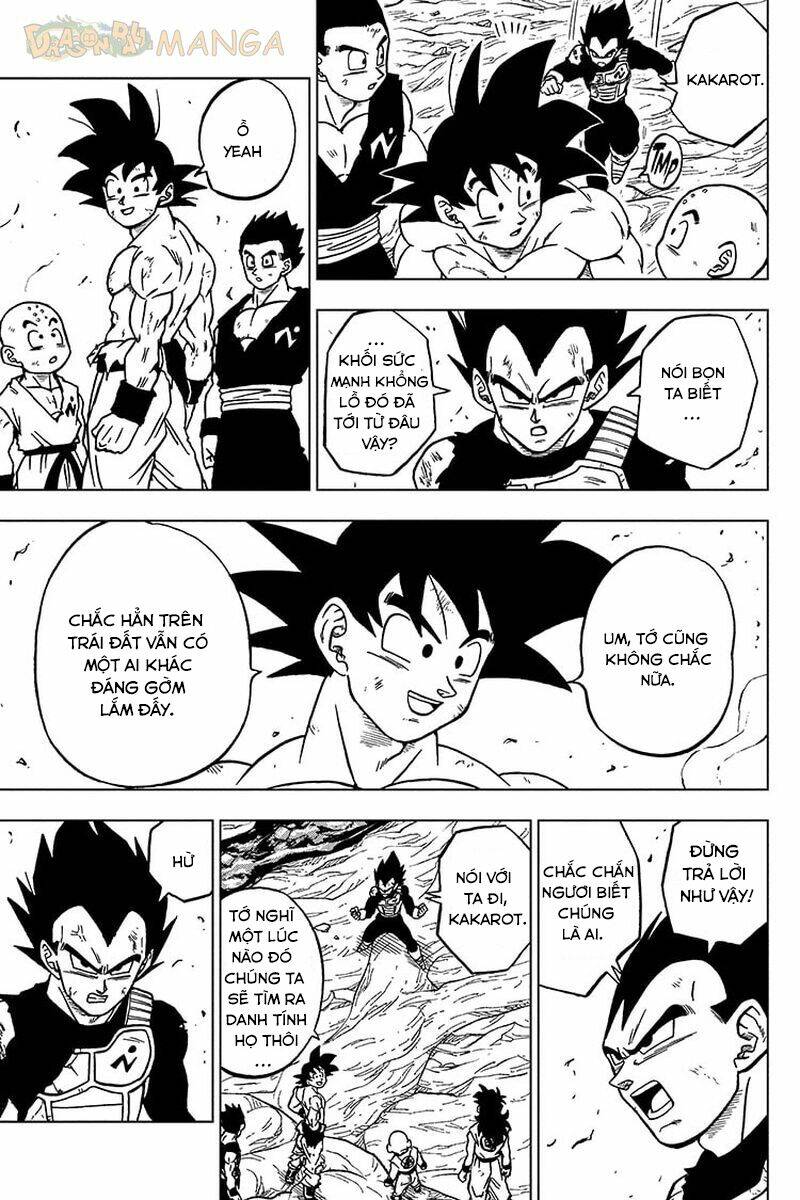 DRAGON BALL MANGA
KAKAROT.
TMP
Ồ
YEAH
NÓI BỌN
TA BIẾT
...
...
KHỐI SỨC
MẠNH KHỔNG
LỒ ĐÓ ĐÃ
TỚI TỪ ĐÂU
VẬY?
UM, TỚ CŨNG
KHÔNG CHẮC
NỮA.
CHẮC HẲN TRÊN
TRÁI ĐẤT VẪN CÓ
MỘT AI KHÁC
ĐÁNG GỜM
LẮM ĐẤY.
ĐỪNG
TRẢ LỜI
NHƯ VẬY!
CHẮC CHẮN
NGƯƠI BIẾT
CHÚNG
LÀ AI.
NÓI VỚI
TA ĐI,
KAKAROT.
TỚ NGHĨ
MỘT LÚC
NÀO ĐÓ
CHÚNG TA
SẼ TÌM RA
DANH TÍNH
HỌ THÔI
...
HỪ